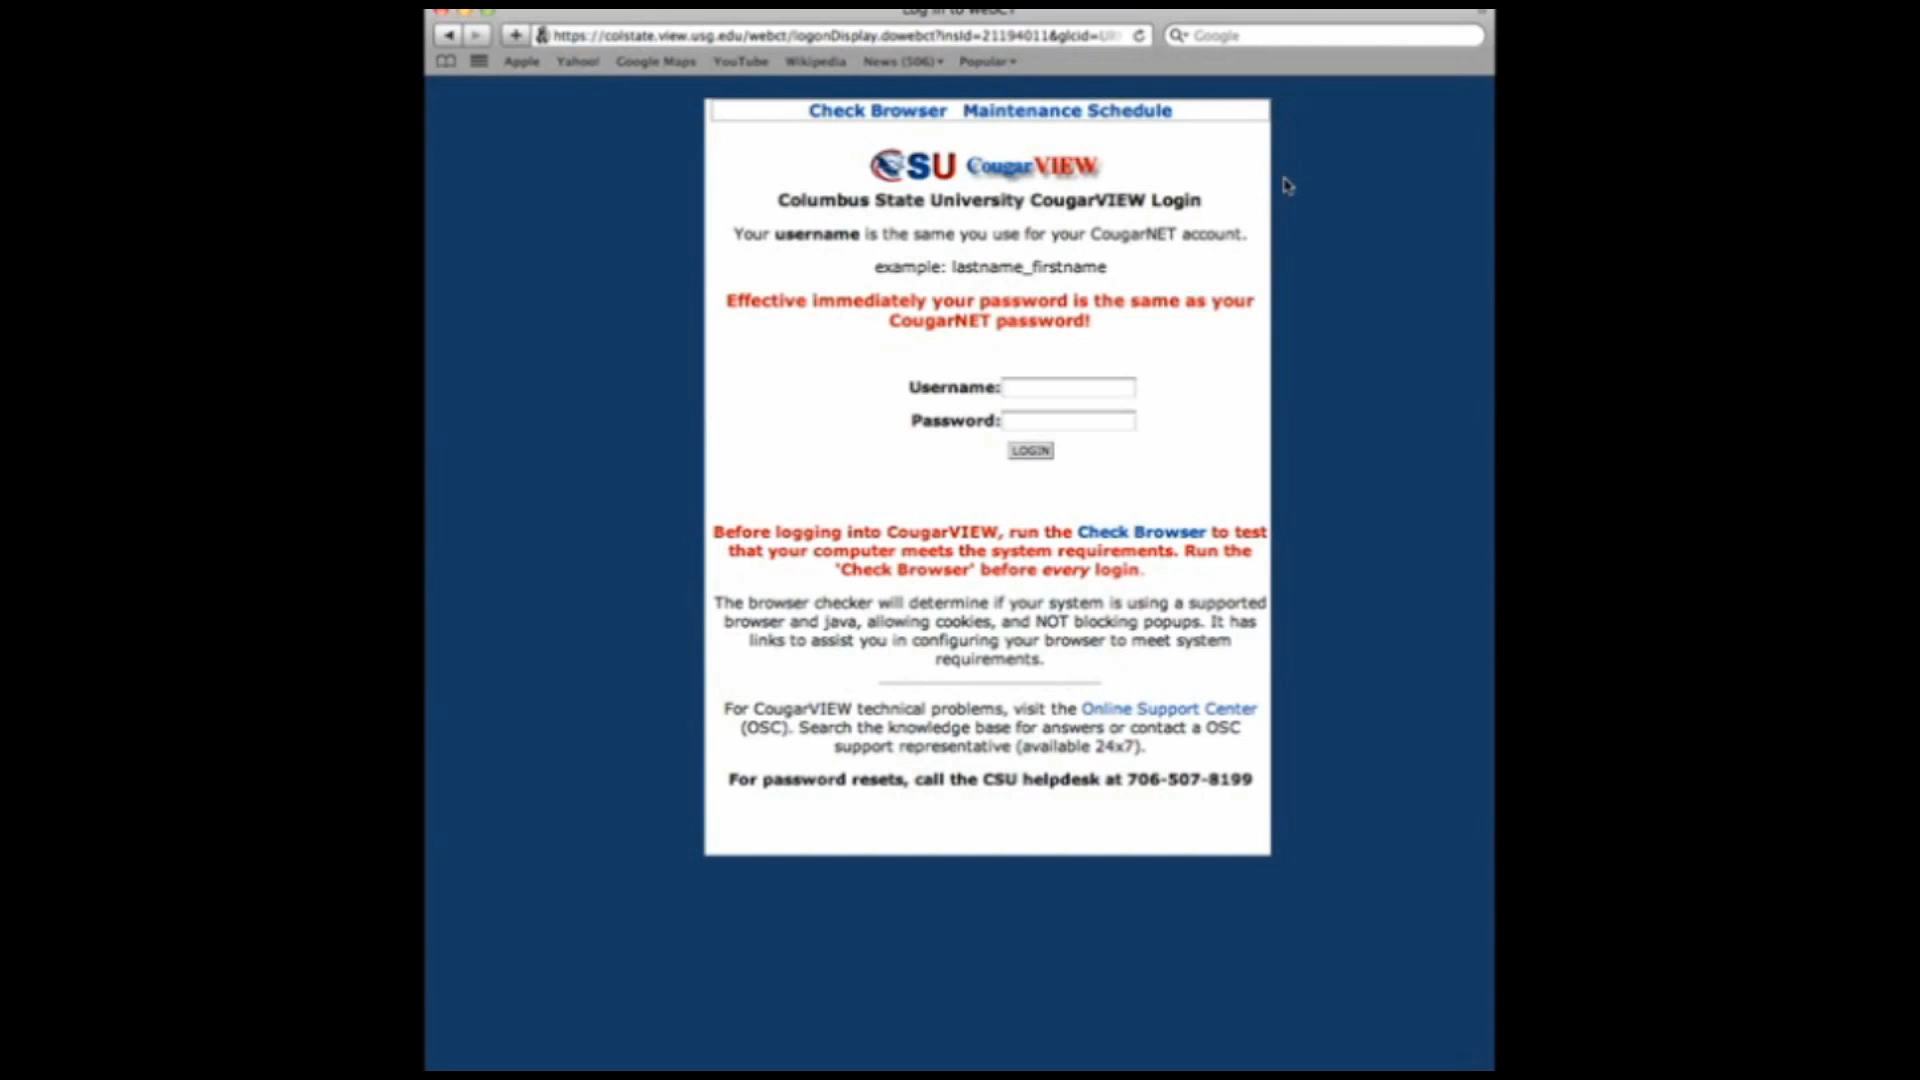 Log in to WebCT
https://colstate.view.usg.edu/webct/logonDisplay.dowebct?insId=21194011&glcid=UR
Google
Apple Yahoo! Google Maps YouTube Wikipedia News (506) Popular
Check Browser Maintenance Schedule
CSU CougarVIEW
Columbus State University CougarVIEW Login
Your username is the same you use for your CougarNET account.
example: lastname_firstname
Effective immediately your password is the same as your
CougarNET password!
Username:
Password:
LOGIN
Before logging into CougarVIEW, run the Check Browser to test
that your computer meets the system requirements. Run the
'Check Browser' before every login.
The browser checker will determine if your system is using a supported
browser and java, allowing cookies, and NOT blocking popups. It has
links to assist you in configuring your browser to meet system
requirements.
For CougarVIEW technical problems, visit the Online Support Center
(OSC). Search the knowledge base for answers or contact a OSC
support representative (available 24x7).
For password resets, call the CSU helpdesk at 706-507-8199